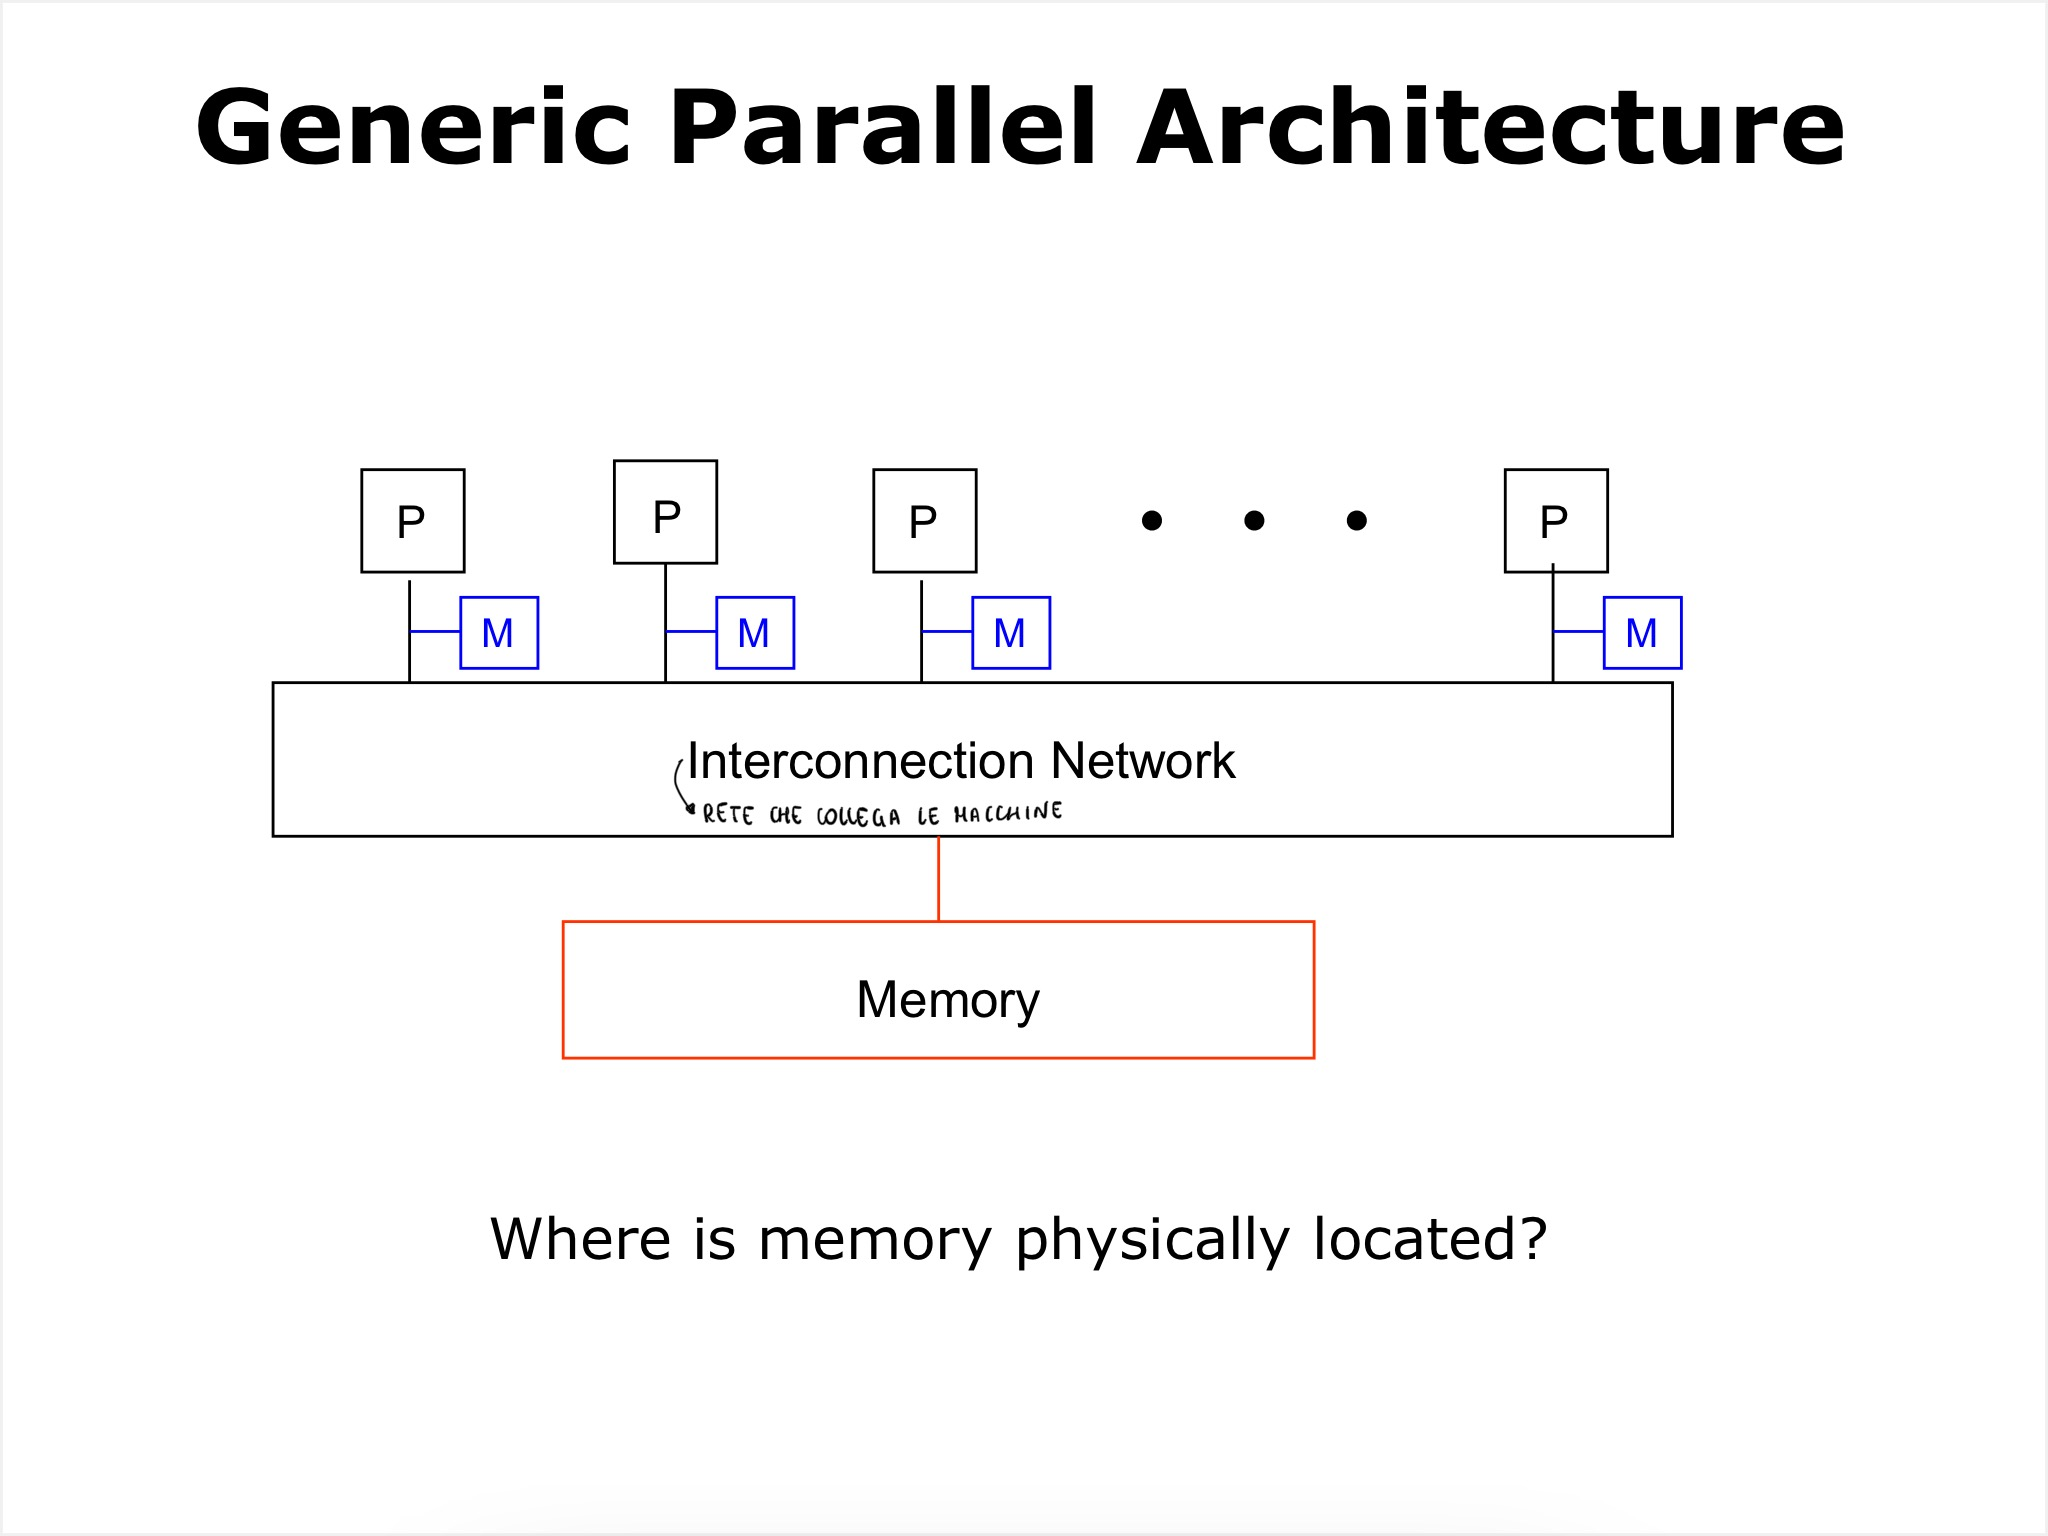 Generic Parallel Architecture
P P P • • • P
M M M M
Interconnection Network
RETE CHE COLLEGA LE MACCHINE
Memory
Where is memory physically located?